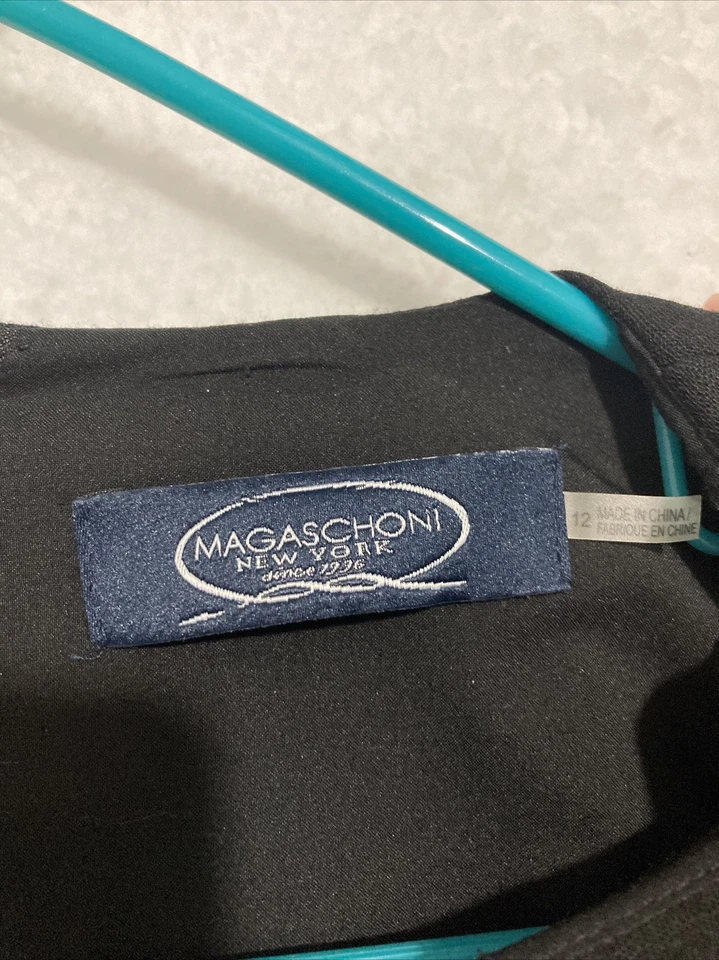 MAGASCHONI
NEW YORK
since 1996
12
MADE IN CHINA/
FABRIQUE EN CHINE